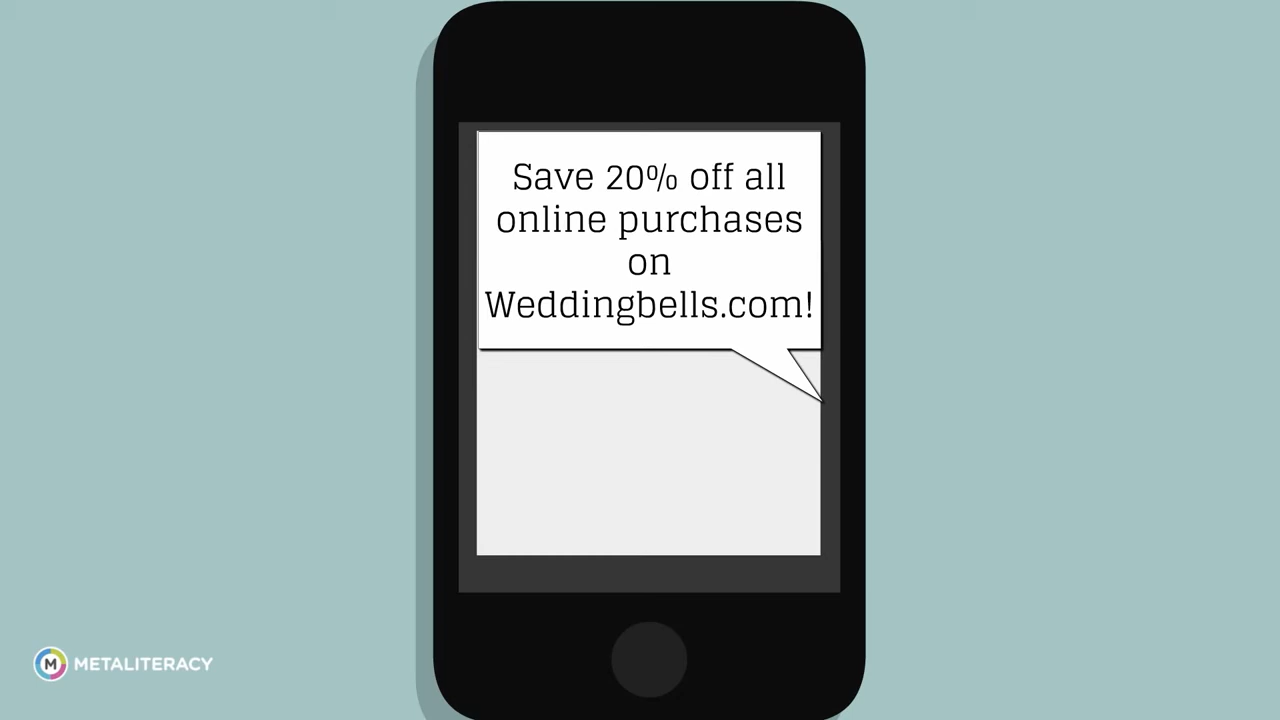 Save 20% off all
online purchases
on
Weddingbells.com!
M METALITERACY